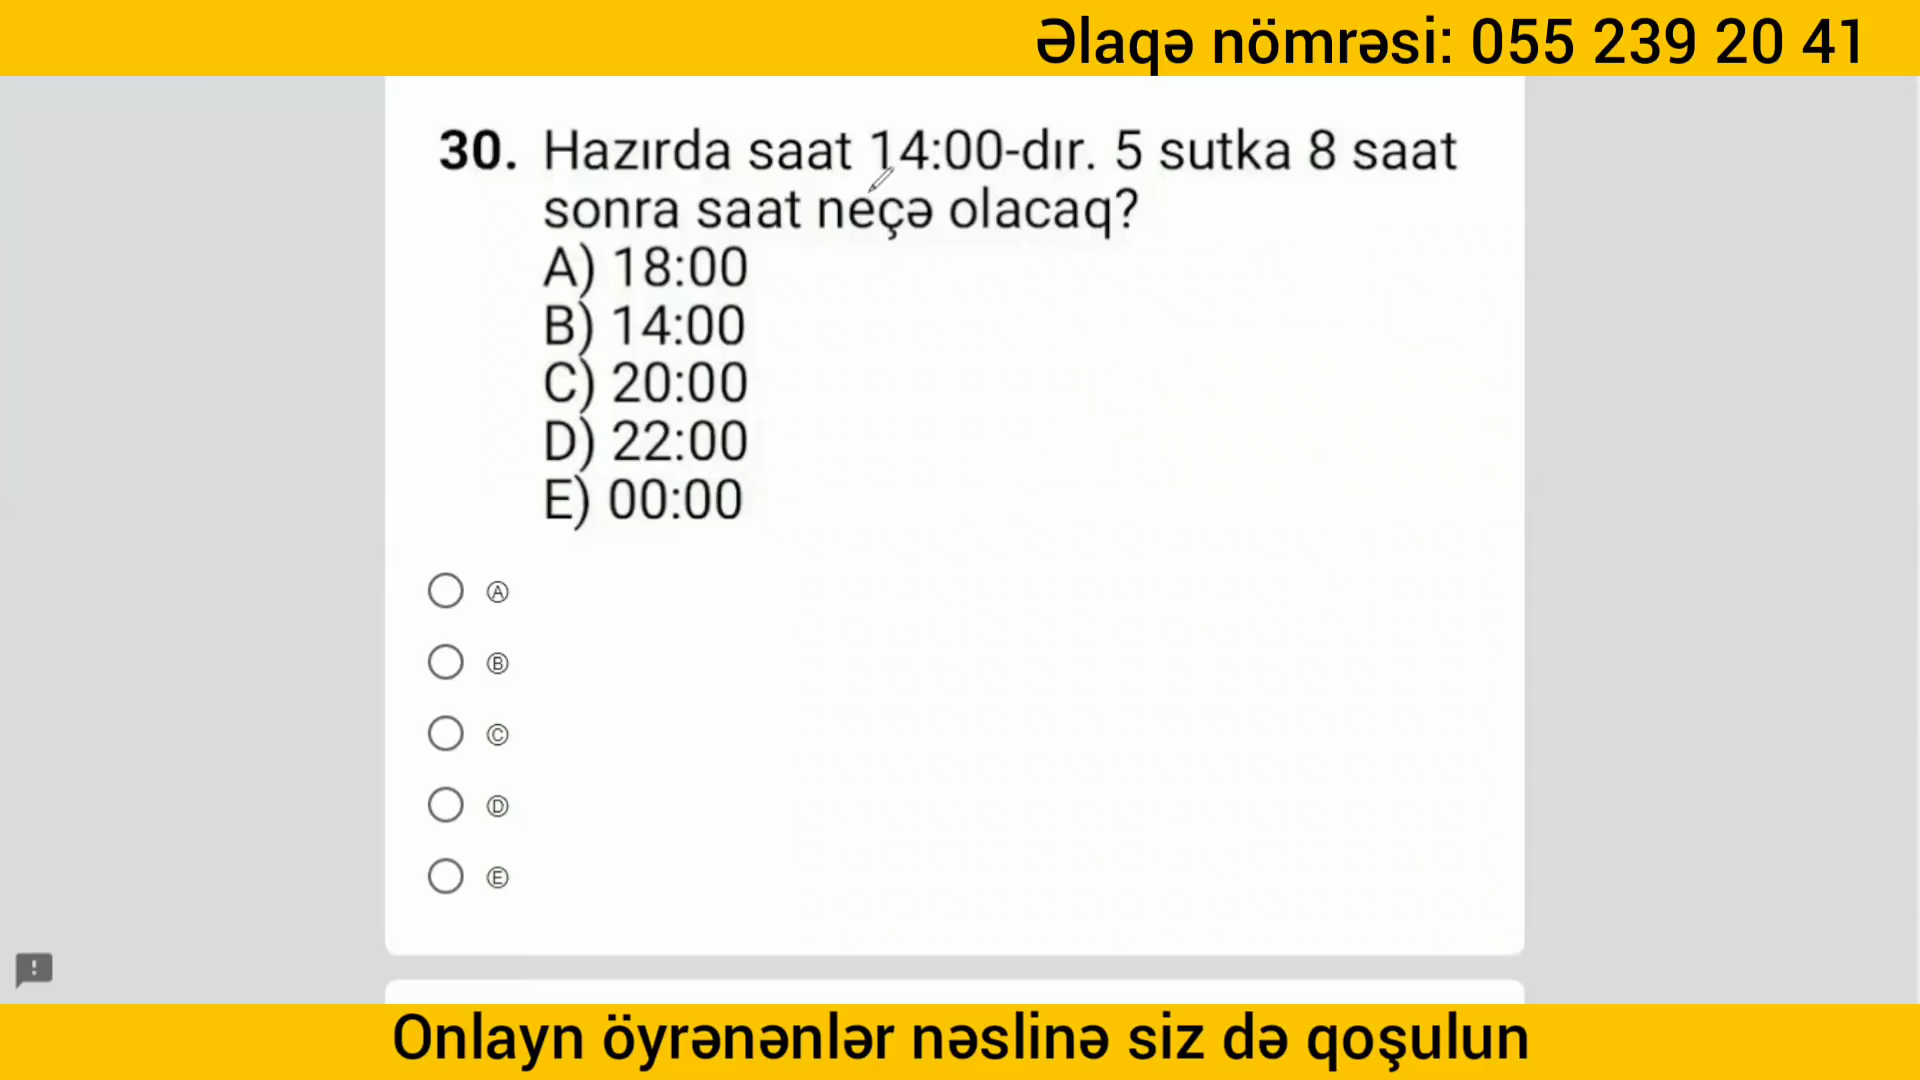 Əlaqə nömrəsi: 055 239 20 41
30. Hazırda saat 14:00-dır. 5 sutka 8 saat
sonra saat neçə olacaq?
A) 18:00
B) 14:00
C) 20:00
D) 22:00
E) 00:00
Ⓐ
Ⓑ
Ⓒ
Ⓓ
Ⓔ
Onlayn öyrənənlər nəslinə siz də qoşulun